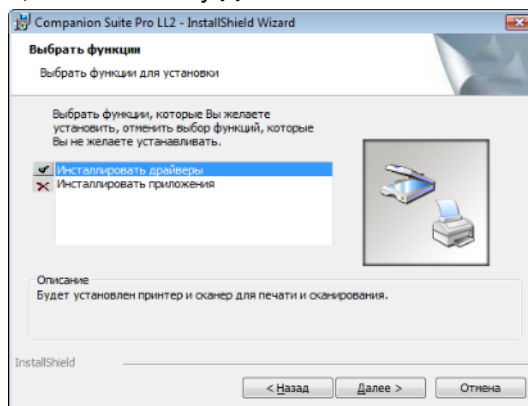 Companion Suite Pro LL2 - InstallShield Wizard
Выбрать функции
Выбрать функции для установки
Выбрать функции, которые Вы желаете
установить, отменить выбор функций, которые
Вы не желаете устанавливать.
Инсталлировать драйверы
Инсталлировать приложения
Описание
Будет установлен принтер и сканер для печати и сканирования.
InstallShield
< Назад Далее > Отмена